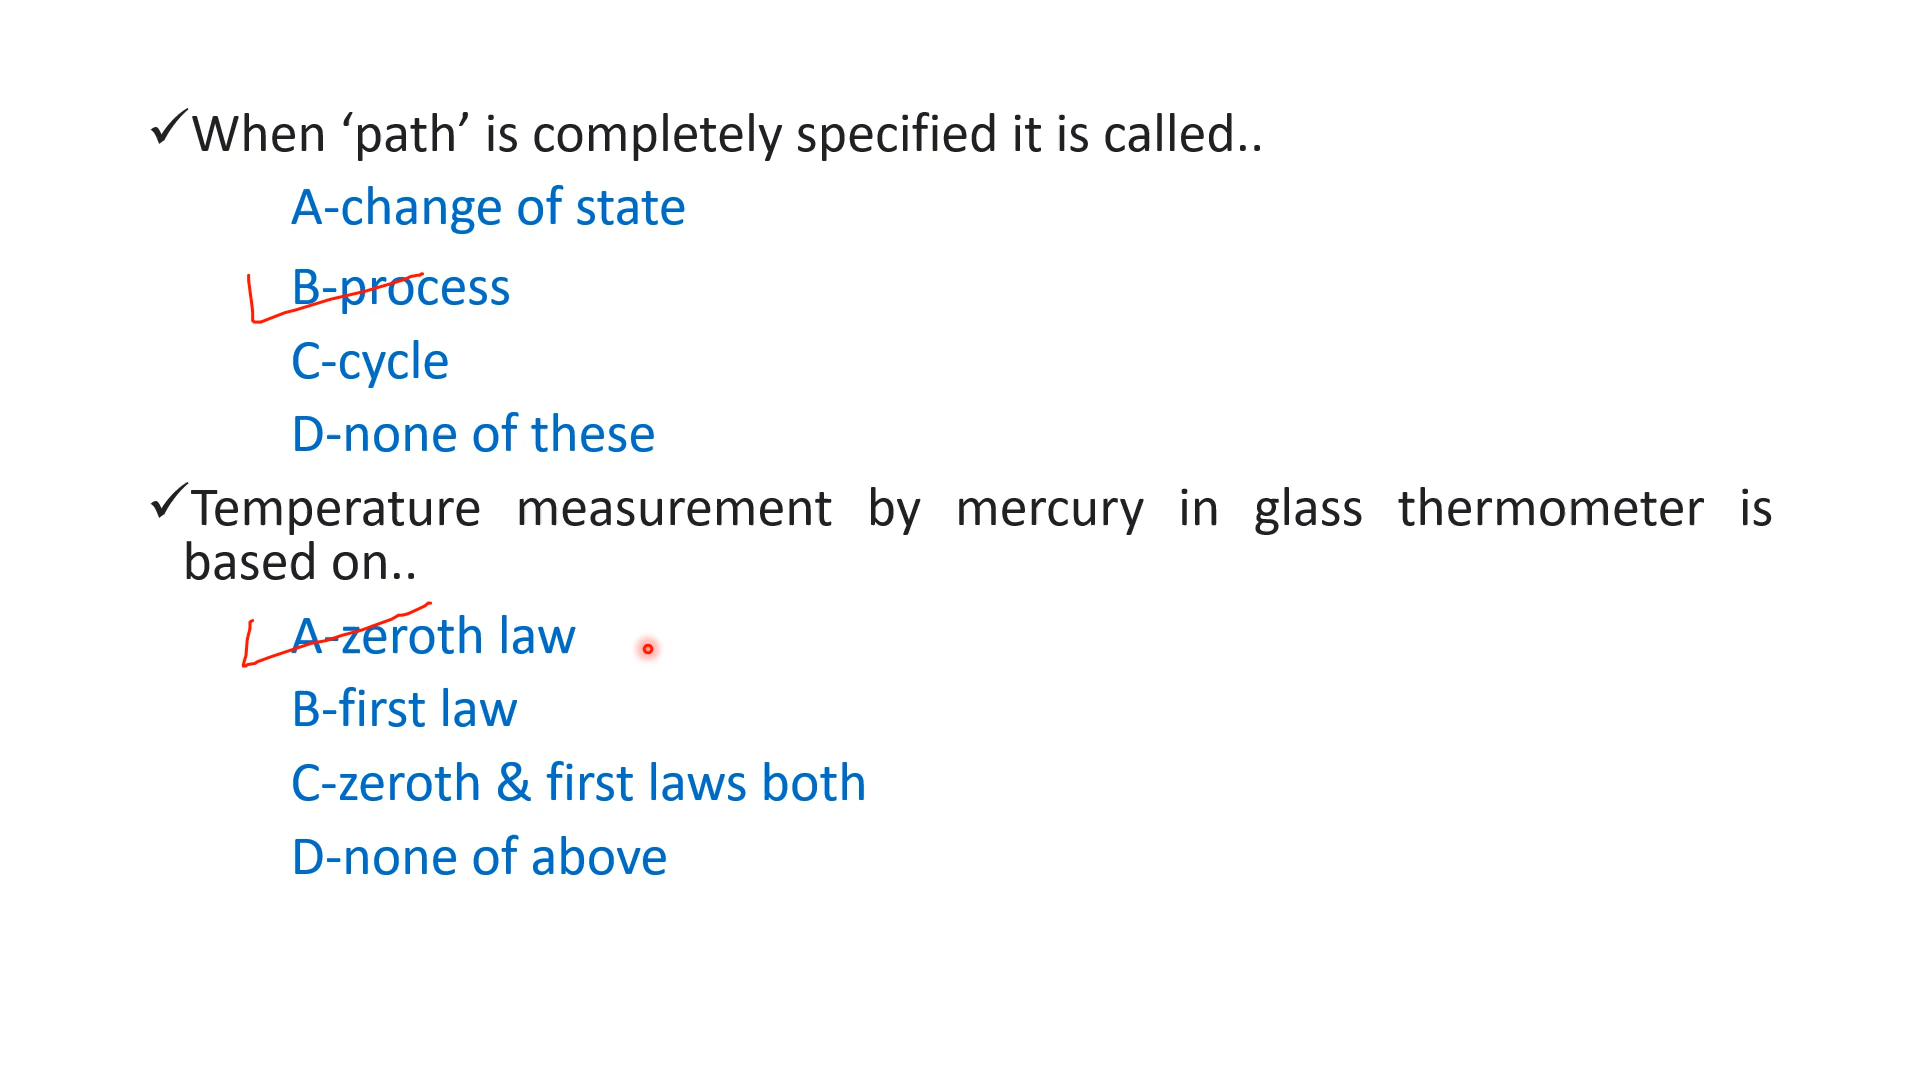 ✓When ‘path’ is completely specified it is called..
A-change of state
B-process
C-cycle
D-none of these
✓Temperature measurement by mercury in glass thermometer is
based on..
A-zeroth law
B-first law
C-zeroth & first laws both
D-none of above